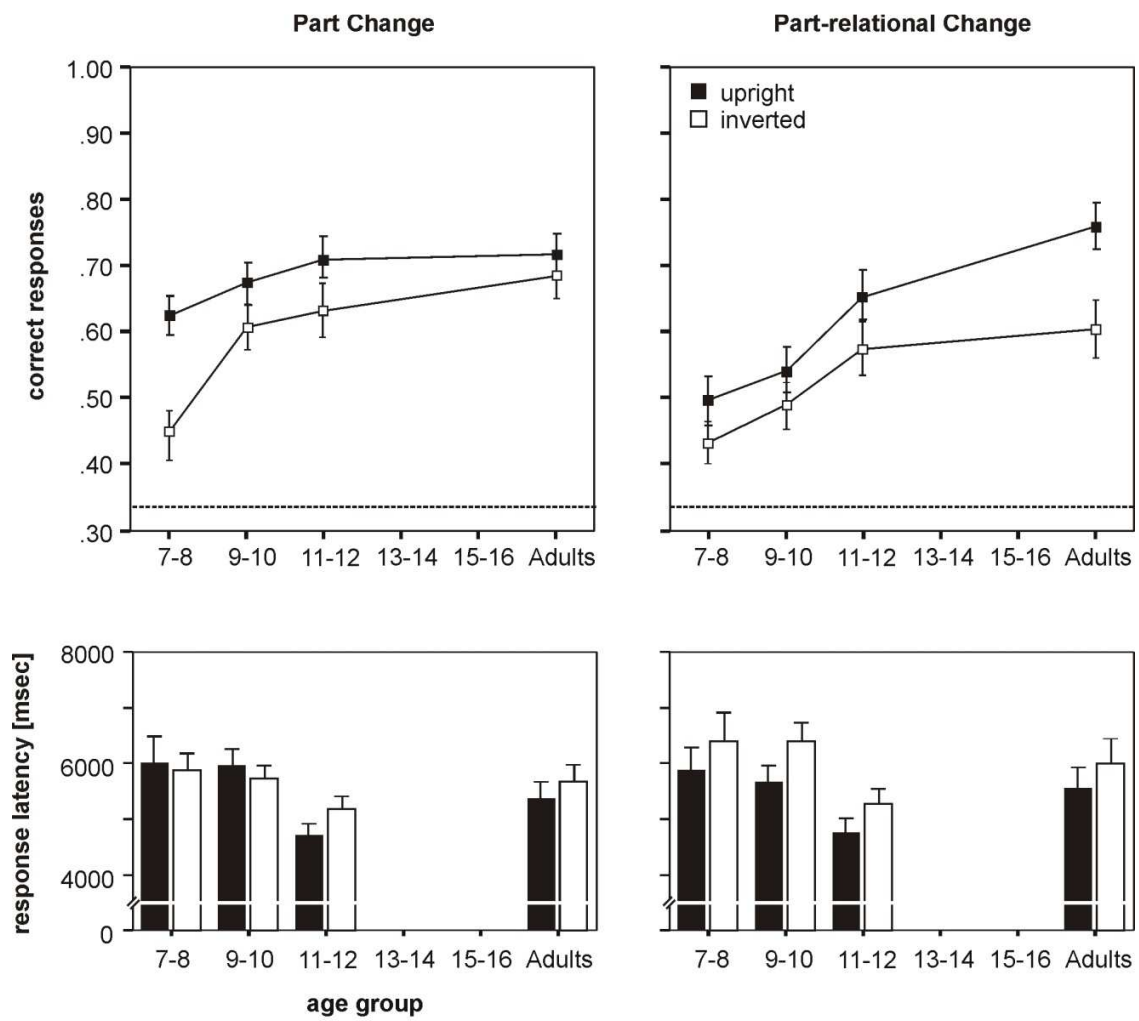 Part Change
Part-relational Change
correct responses
1.00
.90
.80
.70
.60
.50
.40
.30
7-8 9-10 11-12 13-14 15-16 Adults
upright
inverted
7-8 9-10 11-12 13-14 15-16 Adults
response latency [msec]
8000
6000
4000
0
7-8 9-10 11-12 13-14 15-16 Adults
age group
7-8 9-10 11-12 13-14 15-16 Adults